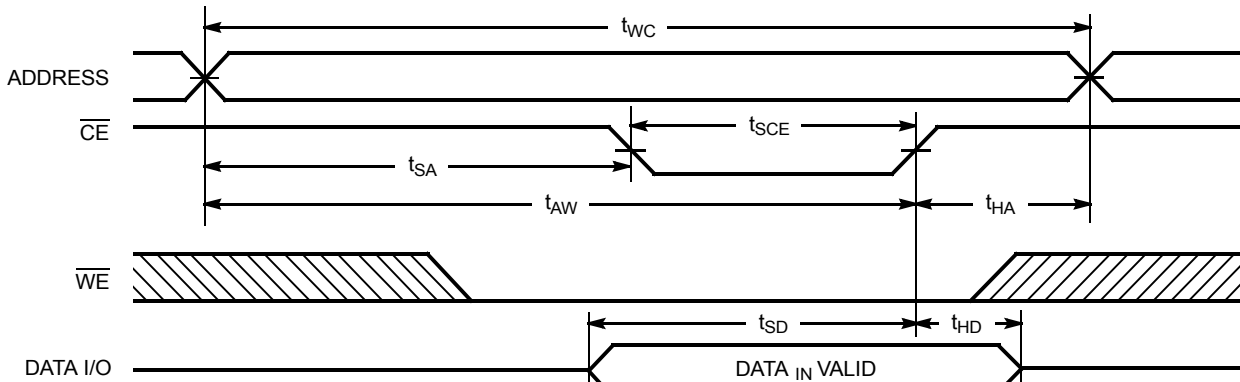 tWC
ADDRESS
CE
tSCE
tSA
tAW
tHA
WE
tSD
tHD
DATA I/O
DATA IN VALID